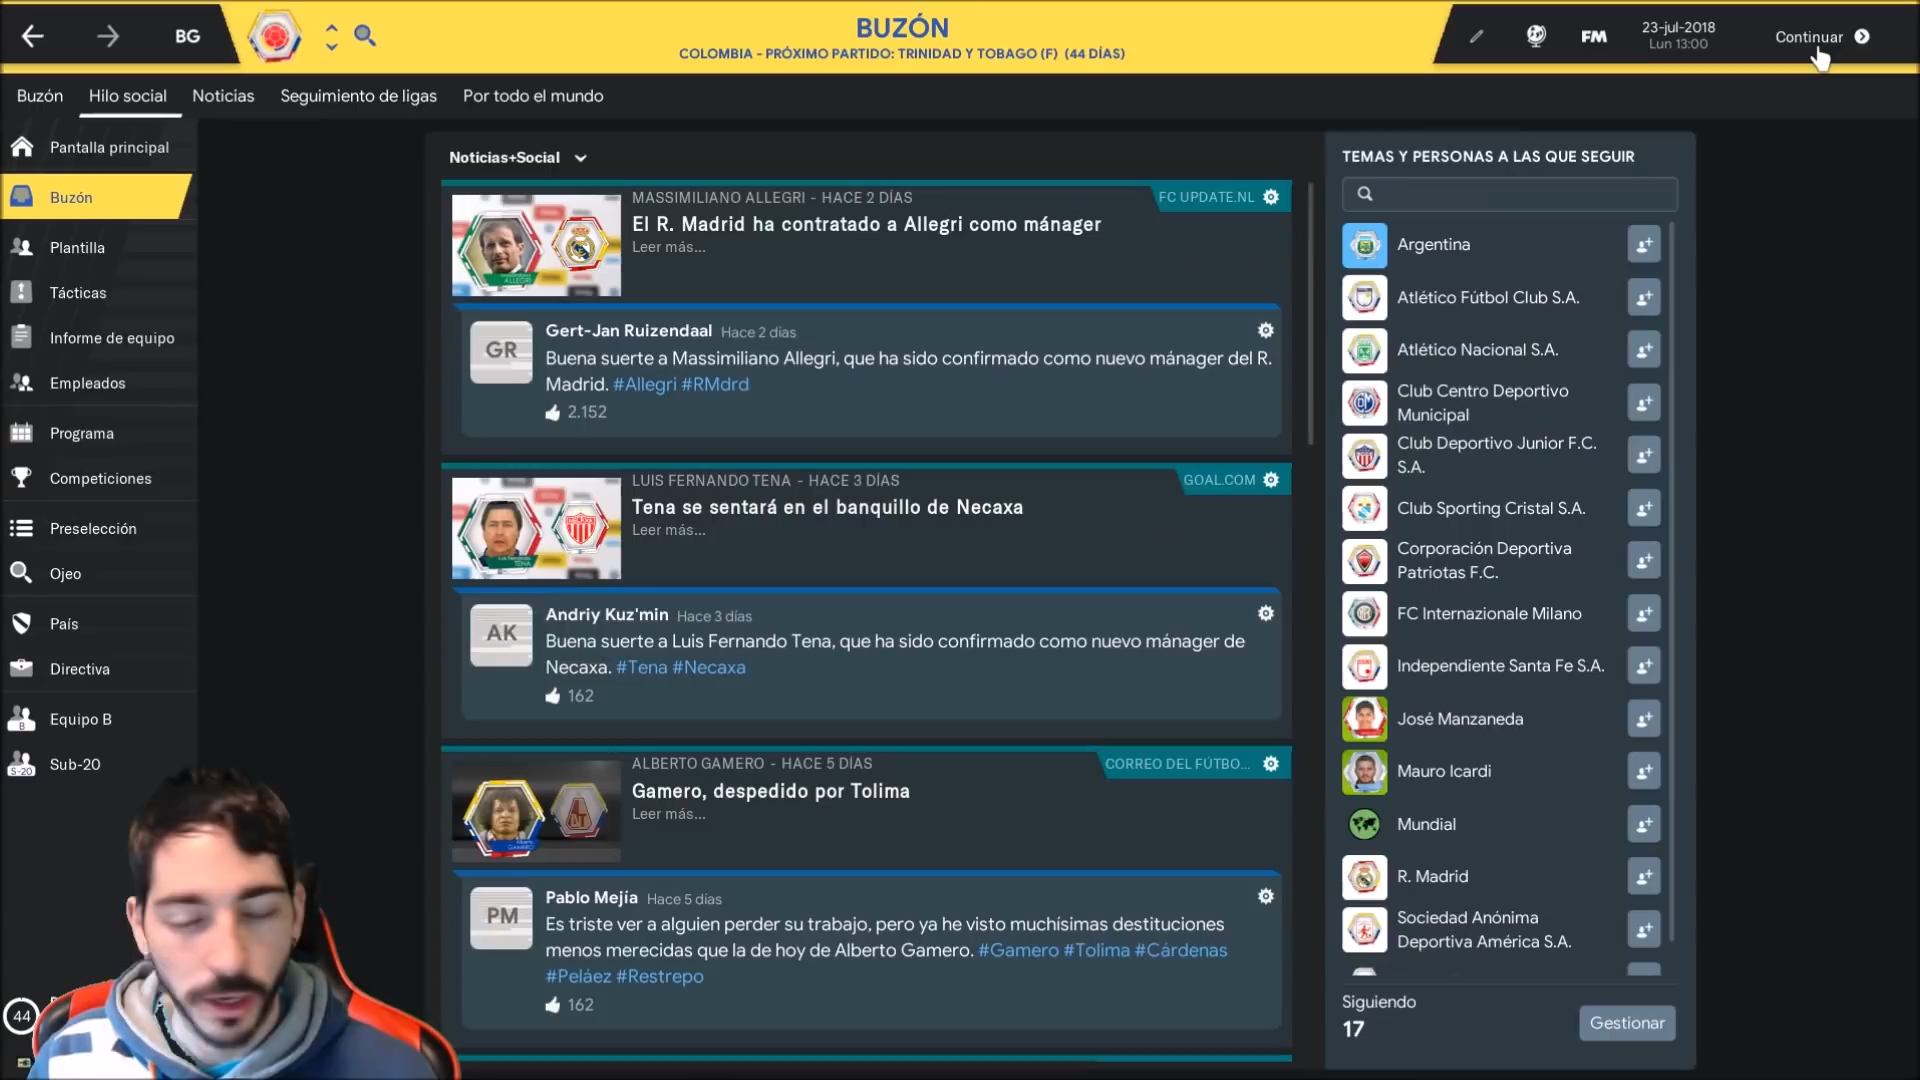 BG
BUZÓN
COLOMBIA - PRÓXIMO PARTIDO: TRINIDAD Y TOBAGO (F) (44 DÍAS)
FM
23-jul-2018
Lun 13:00
Continuar
Buzón
Hilo social
Noticias
Seguimiento de ligas
Por todo el mundo
Pantalla principal
Buzón
Plantilla
Tácticas
Informe de equipo
Empleados
Programa
Competiciones
Preselección
Ojeo
País
Directiva
B
Equipo B
S-20
Sub-20
44
Noticias+Social
MASSIMILIANO ALLEGRI - HACE 2 DÍAS
FC UPDATE.NL
El R. Madrid ha contratado a Allegri como mánager
Leer más...
ALLEGRI
GR
Gert-Jan Ruizendaal Hace 2 días
Buena suerte a Massimiliano Allegri, que ha sido confirmado como nuevo mánager del R.
Madrid. #Allegri #RMdrd
2.152
LUIS FERNANDO TENA - HACE 3 DÍAS
GOAL.COM
Tena se sentará en el banquillo de Necaxa
Leer más...
TENA
AK
Andriy Kuz'min Hace 3 días
Buena suerte a Luis Fernando Tena, que ha sido confirmado como nuevo mánager de
Necaxa. #Tena #Necaxa
162
ALBERTO GAMERO - HACE 5 DÍAS
CORREO DEL FÚTBO...
Gamero, despedido por Tolima
Leer más...
GAMERO
PM
Pablo Mejía Hace 5 días
Es triste ver a alguien perder su trabajo, pero ya he visto muchísimas destituciones
menos merecidas que la de hoy de Alberto Gamero. #Gamero #Tolima #Cárdenas
#Peláez #Restrepo
162
TEMAS Y PERSONAS A LAS QUE SEGUIR
Argentina
Atlético Fútbol Club S.A.
Atlético Nacional S.A.
Club Centro Deportivo
Municipal
Club Deportivo Junior F.C.
S.A.
Club Sporting Cristal S.A.
Corporación Deportiva
Patriotas F.C.
FC Internazionale Milano
Independiente Santa Fe S.A.
José Manzaneda
Mauro Icardi
Mundial
R. Madrid
Sociedad Anónima
Deportiva América S.A.
Siguiendo
17
Gestionar